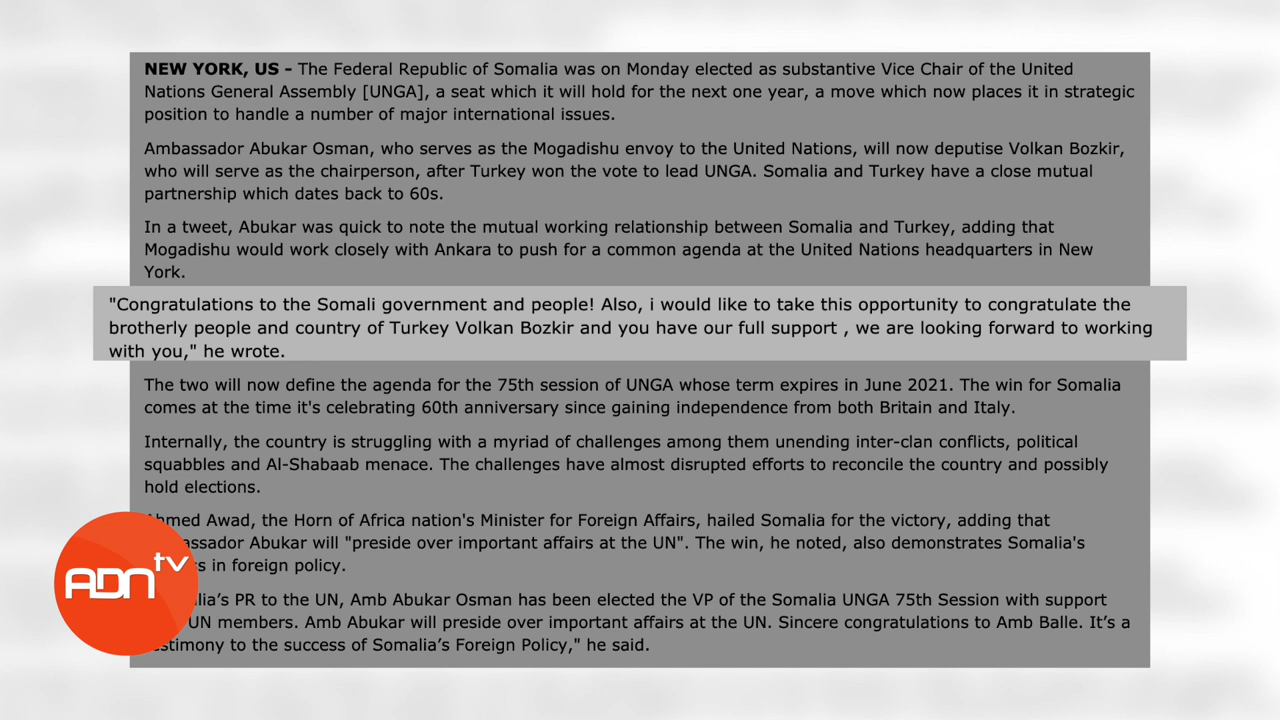 NEW YORK, US - The Federal Republic of Somalia was on Monday elected as substantive Vice Chair of the United
Nations General Assembly [UNGA], a seat which it will hold for the next one year, a move which now places it in strategic
position to handle a number of major international issues.
Ambassador Abukar Osman, who serves as the Mogadishu envoy to the United Nations, will now deputise Volkan Bozkir,
who will serve as the chairperson, after Turkey won the vote to lead UNGA. Somalia and Turkey have a close mutual
partnership which dates back to 60s.
In a tweet, Abukar was quick to note the mutual working relationship between Somalia and Turkey, adding that
Mogadishu would work closely with Ankara to push for a common agenda at the United Nations headquarters in New
York.
"Congratulations to the Somali government and people! Also, i would like to take this opportunity to congratulate the
brotherly people and country of Turkey Volkan Bozkir and you have our full support , we are looking forward to working
with you," he wrote.
The two will now define the agenda for the 75th session of UNGA whose term expires in June 2021. The win for Somalia
comes at the time it's celebrating 60th anniversary since gaining independence from both Britain and Italy.
Internally, the country is struggling with a myriad of challenges among them unending inter-clan conflicts, political
squabbles and Al-Shabaab menace. The challenges have almost disrupted efforts to reconcile the country and possibly
hold elections.
Ahmed Awad, the Horn of Africa nation's Minister for Foreign Affairs, hailed Somalia for the victory, adding that
Abukar will "preside over important affairs at the UN". The win, he noted, also demonstrates Somalia's
in foreign policy.
PR to the UN, Amb Abukar Osman has been elected the VP of the Somalia UNGA 75th Session with support
UN members. Amb Abukar will preside over important affairs at the UN. Sincere congratulations to Amb Balle. It’s a
testimony to the success of Somalia’s Foreign Policy," he said.
ADN tv